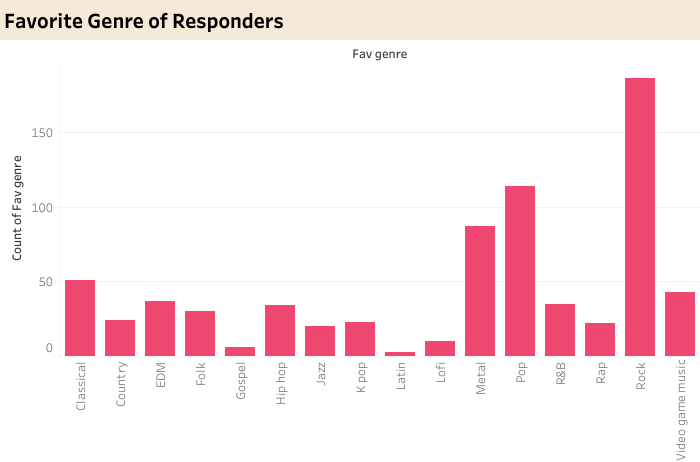 Favorite Genre of Responders
Fav genre
Count of Fav genre
150
100
50
0
Classical
Country
EDM
Folk
Gospel
Hip hop
Jazz
K pop
Latin
Lofi
Metal
Pop
R&B
Rap
Rock
Video game music